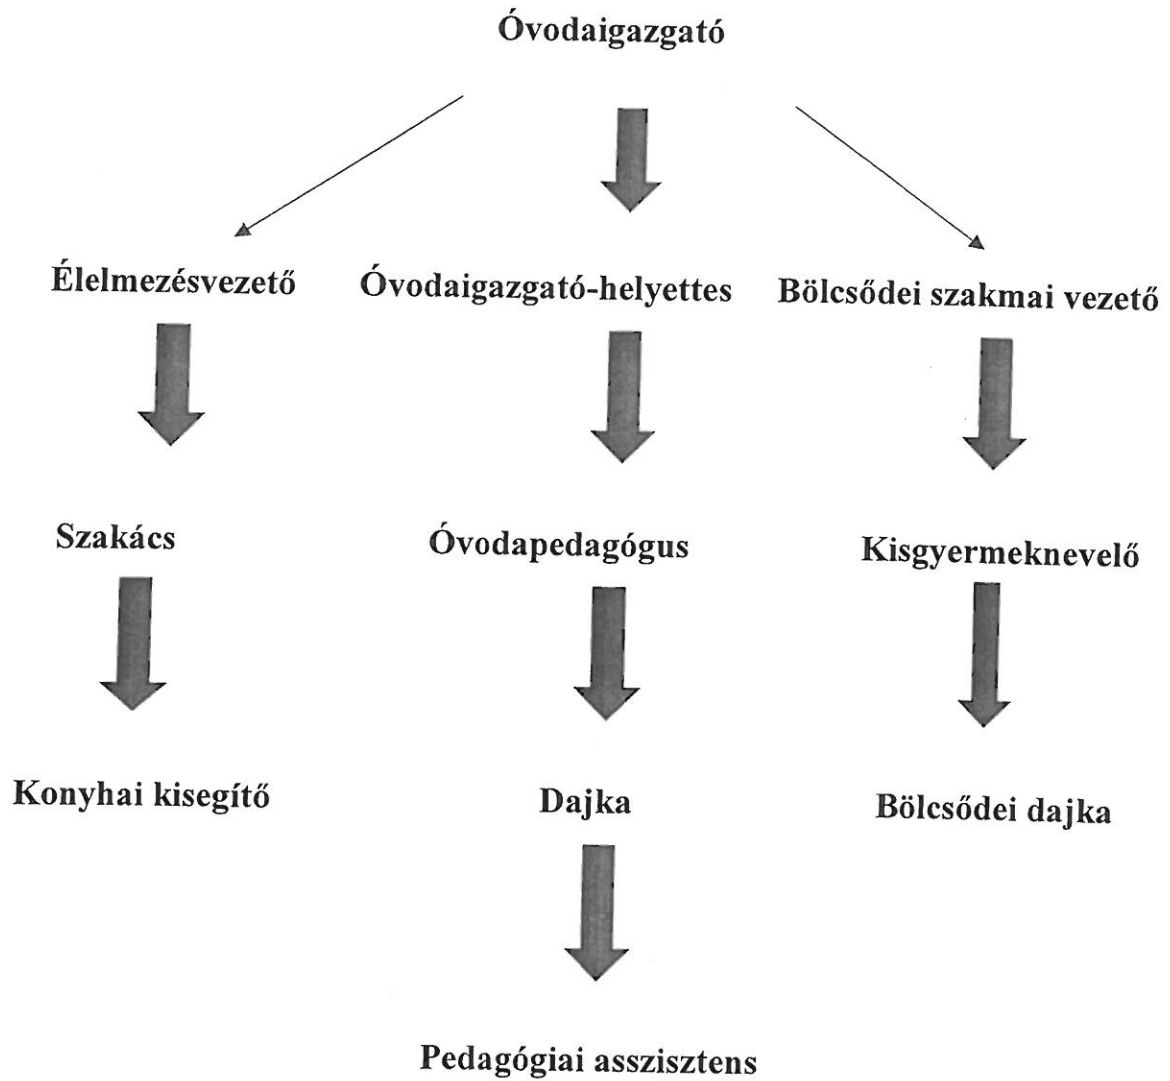 Óvodaigazgató
Élelmezésvezető
Óvodaigazgató-helyettes
Bölcsődei szakmai vezető
Szakács
Óvodapedagógus
Kisgyermeknevelő
Konyhai kisegítő
Dajka
Bölcsődei dajka
Pedagógiai asszisztens